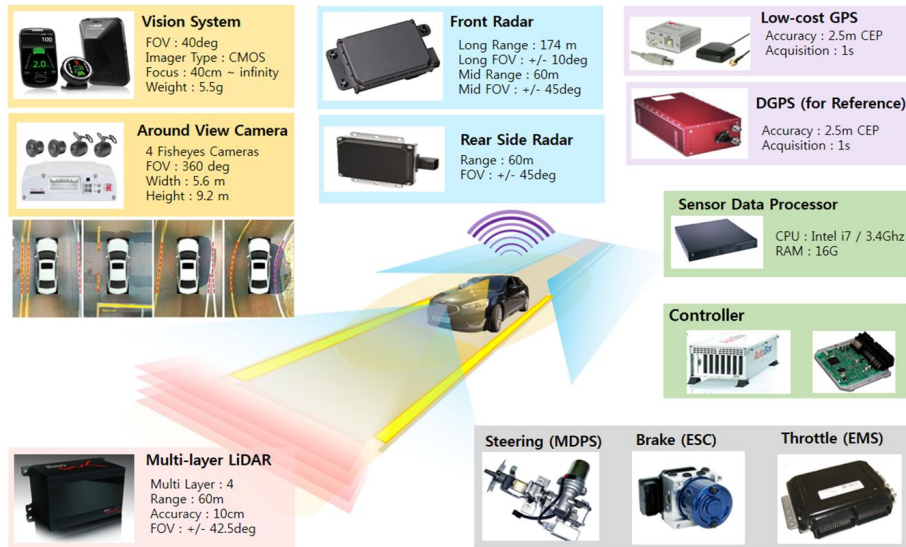 Vision System
FOV : 40deg
Imager Type : CMOS
Focus : 40cm ~ infinity
Weight : 5.5g
100
2.0
Around View Camera
4 Fisheyes Cameras
FOV : 360 deg
Width : 5.6 m
Height : 9.2 m
Front Radar
Long Range : 174 m
Long FOV : +/- 10deg
Mid Range : 60m
Mid FOV : +/- 45deg
Rear Side Radar
Range : 60m
FOV : +/- 45deg
Low-cost GPS
Accuracy : 2.5m CEP
Acquisition : 1s
DGPS (for Reference)
Accuracy : 2.5m CEP
Acquisition : 1s
Sensor Data Processor
CPU : Intel i7 / 3.4Ghz
RAM : 16G
Controller
AutoBox
Multi-layer LiDAR
Multi Layer : 4
Range : 60m
Accuracy : 10cm
FOV : +/- 42.5deg
ibeo
Steering (MDPS)
Brake (ESC)
Throttle (EMS)